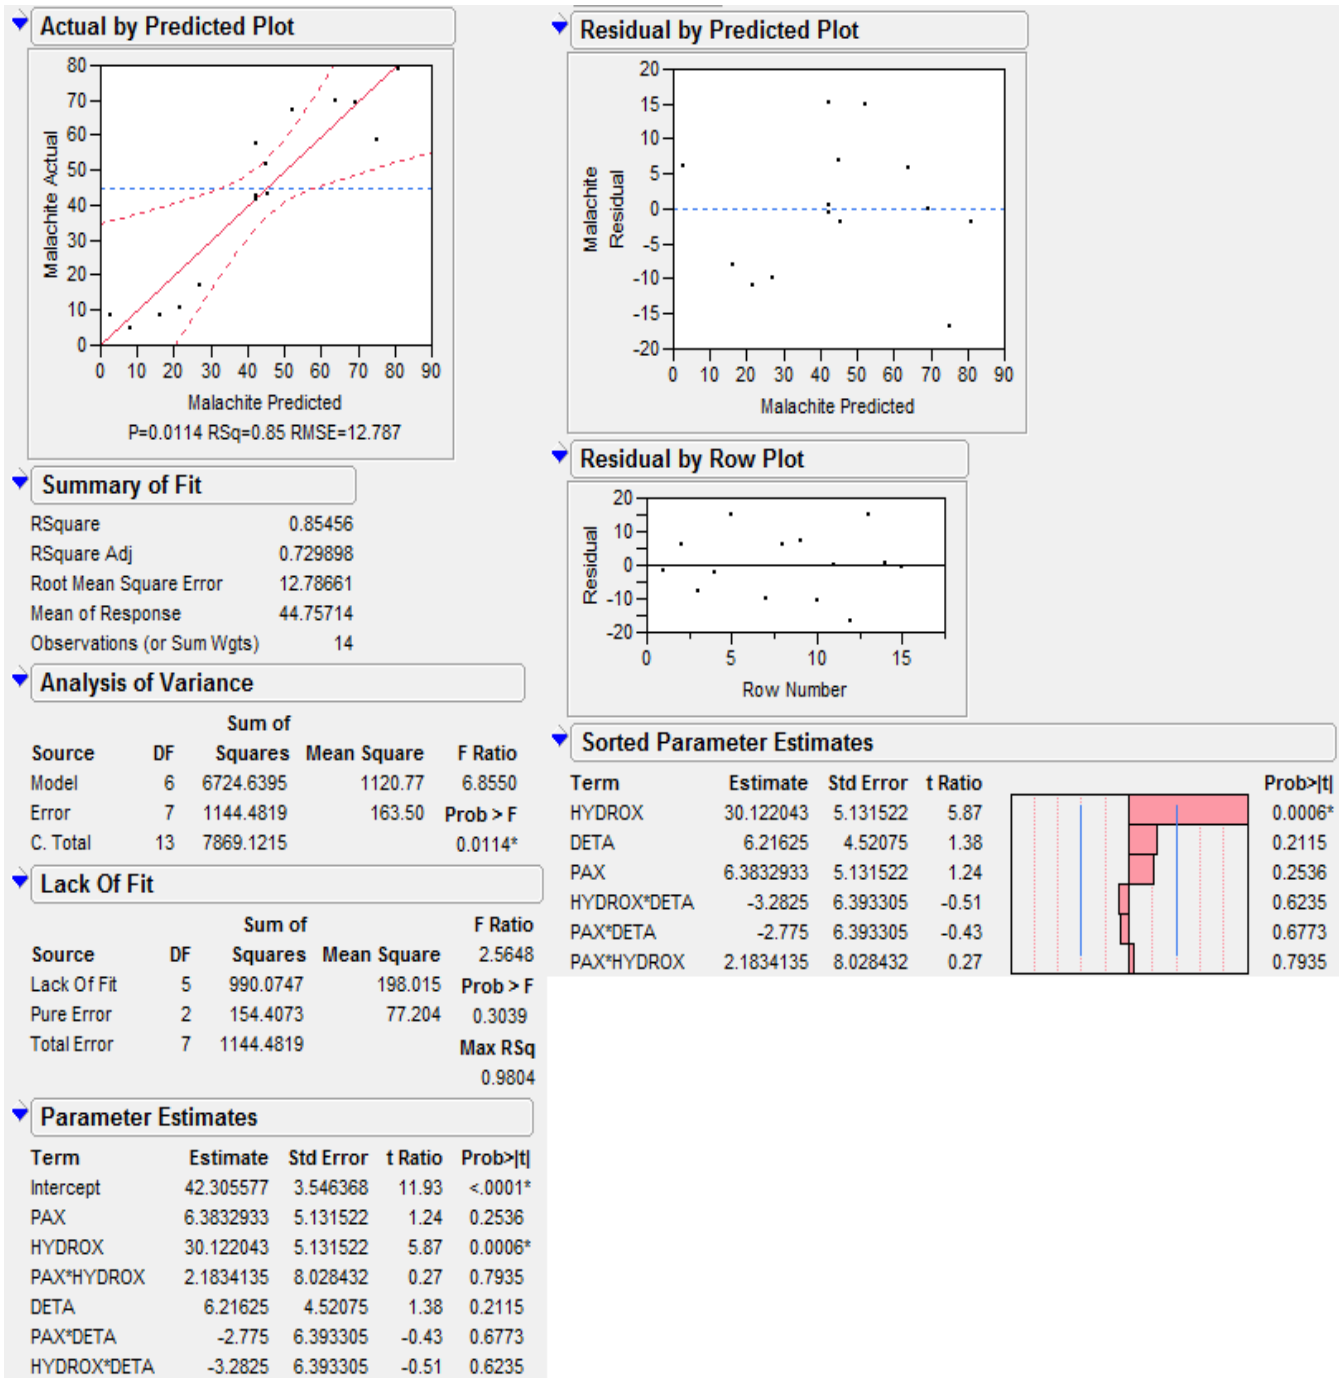 Actual by Predicted Plot
80
70
60
50
40
30
20
10
0
Malachite Actual
0 10 20 30 40 50 60 70 80 90
Malachite Predicted
P=0.0114 RSq=0.85 RMSE=12.787
Summary of Fit
RSquare 0.85456
RSquare Adj 0.729898
Root Mean Square Error 12.78661
Mean of Response 44.75714
Observations (or Sum Wgts) 14
Analysis of Variance
Sum of
Source DF Squares Mean Square F Ratio
Model 6 6724.6395 1120.77 6.8550
Error 7 1144.4819 163.50 Prob > F
C. Total 13 7869.1215 0.0114*
Lack Of Fit
Sum of F Ratio
Source DF Squares Mean Square 2.5648
Lack Of Fit 5 990.0747 198.015 Prob > F
Pure Error 2 154.4073 77.204 0.3039
Total Error 7 1144.4819 Max RSq
0.9804
Parameter Estimates
Term Estimate Std Error t Ratio Prob>|t|
Intercept 42.305577 3.546368 11.93 <.0001*
PAX 6.3832933 5.131522 1.24 0.2536
HYDROX 30.122043 5.131522 5.87 0.0006*
PAX*HYDROX 2.1834135 8.028432 0.27 0.7935
DETA 6.21625 4.52075 1.38 0.2115
PAX*DETA -2.775 6.393305 -0.43 0.6773
HYDROX*DETA -3.2825 6.393305 -0.51 0.6235
Residual by Predicted Plot
20
15
10
5
0
-5
-10
-15
-20
Malachite
Residual
0 10 20 30 40 50 60 70 80 90
Malachite Predicted
Residual by Row Plot
20
10
0
-10
-20
Residual
0 5 10 15
Row Number
Sorted Parameter Estimates
Term Estimate Std Error t Ratio Prob>|t|
HYDROX 30.122043 5.131522 5.87 0.0006*
DETA 6.21625 4.52075 1.38 0.2115
PAX 6.3832933 5.131522 1.24 0.2536
HYDROX*DETA -3.2825 6.393305 -0.51 0.6235
PAX*DETA -2.775 6.393305 -0.43 0.6773
PAX*HYDROX 2.1834135 8.028432 0.27 0.7935